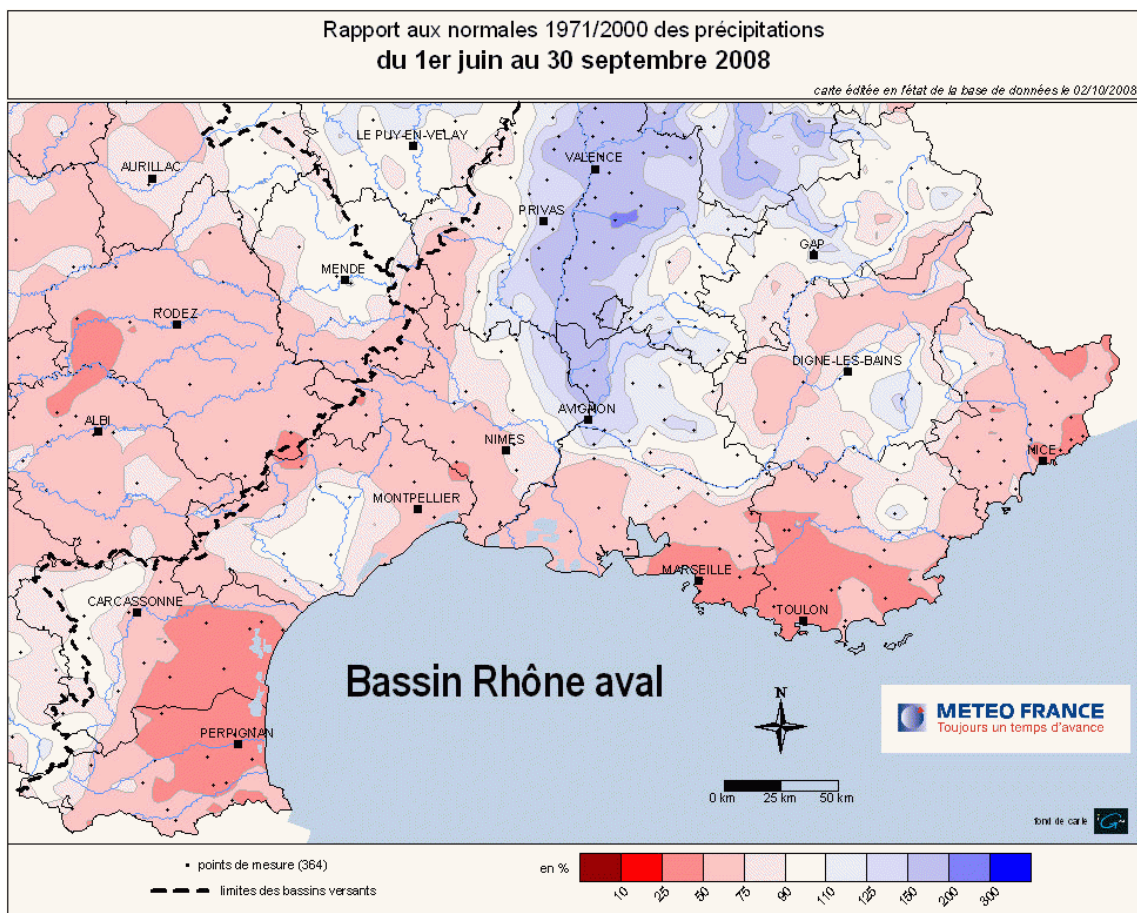 Rapport aux normales 1971/2000 des précipitations
du 1er juin au 30 septembre 2008
carte éditée en l'état de la base de données le 02/10/2008
LE PUY-EN-VELAY
AURILLAC
VALENCE
PRIVAS
GAP
MENDE
RODEZ
DIGNE-LES-BAINS
ALBI
AVIGNON
NIMES
NICE
MONTPELLIER
MARSEILLE
CARCASSONNE
TOULON
Bassin Rhône aval
N
METEO FRANCE
Toujours un temps d'avance
PERPIGNAN
0 km 25 km 50 km
fond de carte
points de mesure (364)
limites des bassins versants
en %
10 25 50 75 90 110 125 150 200 300